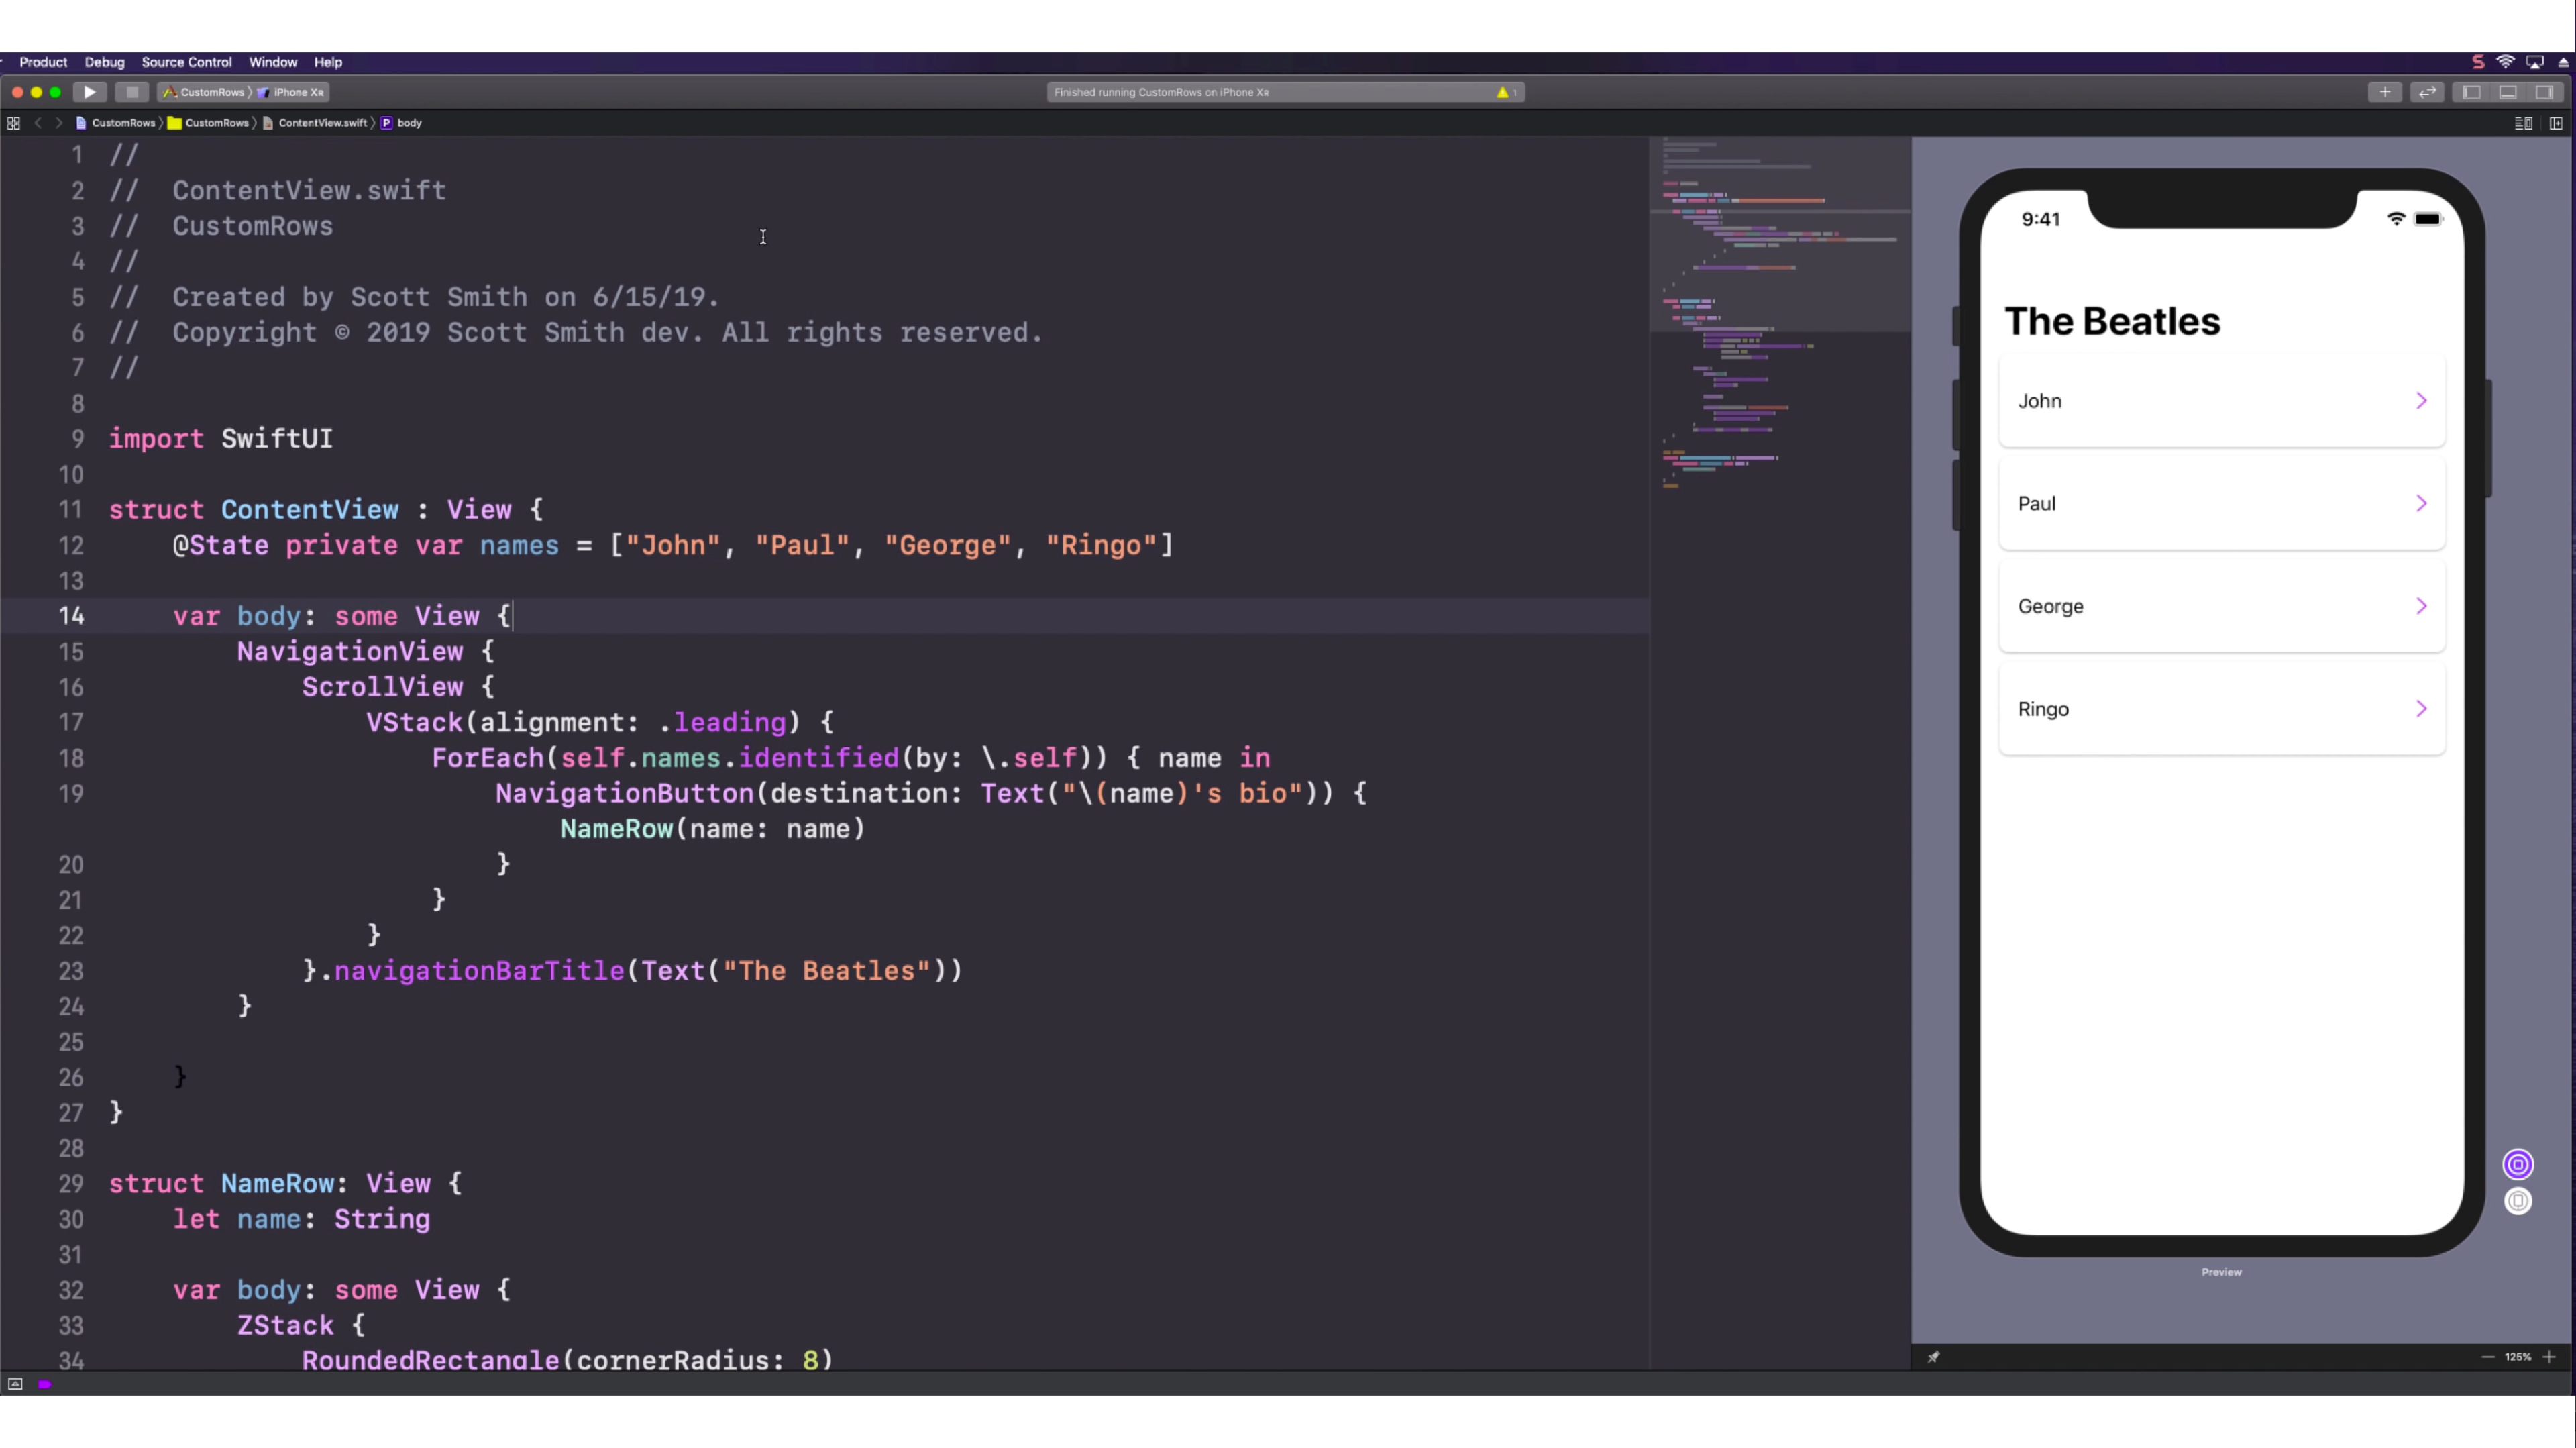 Product Debug Source Control Window Help
S
CustomRows 〉 iPhone Xʀ
Finished running CustomRows on iPhone Xʀ
1
CustomRows 〉 CustomRows 〉 ContentView.swift 〉 P body
1 //
2 //  ContentView.swift
3 //  CustomRows
4 //
5 //  Created by Scott Smith on 6/15/19.
6 //  Copyright © 2019 Scott Smith dev. All rights reserved.
7 //
8
9 import SwiftUI
10
11 struct ContentView : View {
12     @State private var names = ["John", "Paul", "George", "Ringo"]
13
14     var body: some View {
15         NavigationView {
16             ScrollView {
17                 VStack(alignment: .leading) {
18                     ForEach(self.names.identified(by: \.self)) { name in
19                         NavigationButton(destination: Text("\(name)'s bio")) {
                            NameRow(name: name)
20                         }
21                     }
22                 }
23             }.navigationBarTitle(Text("The Beatles"))
24         }
25
26     }
27 }
28
29 struct NameRow: View {
30     let name: String
31
32     var body: some View {
33         ZStack {
34             RoundedRectangle(cornerRadius: 8)
9:41
The Beatles
John
Paul
George
Ringo
Preview
125%